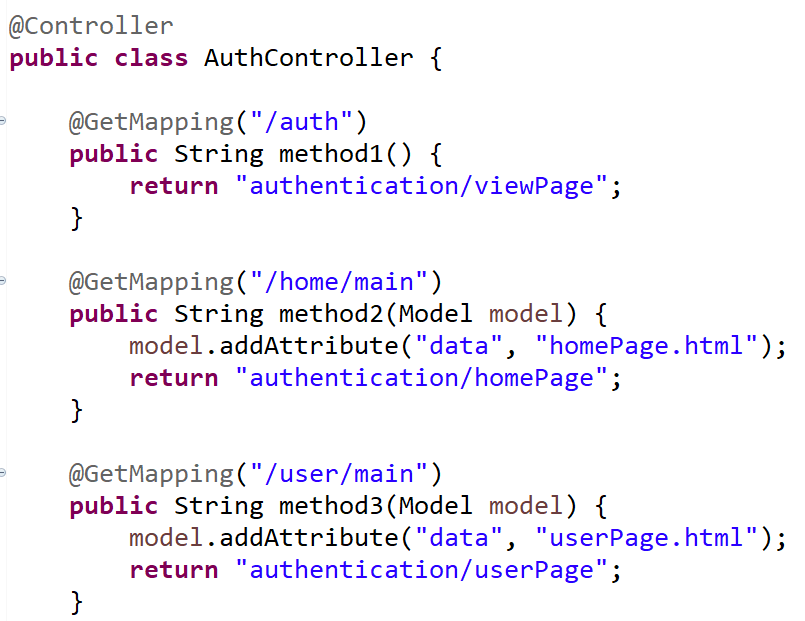 @Controller
public class AuthController {
@GetMapping("/auth")
public String method1() {
return "authentication/viewPage";
}
@GetMapping("/home/main")
public String method2(Model model) {
model.addAttribute("data", "homePage.html");
return "authentication/homePage";
}
@GetMapping("/user/main")
public String method3(Model model) {
model.addAttribute("data", "userPage.html");
return "authentication/userPage";
}